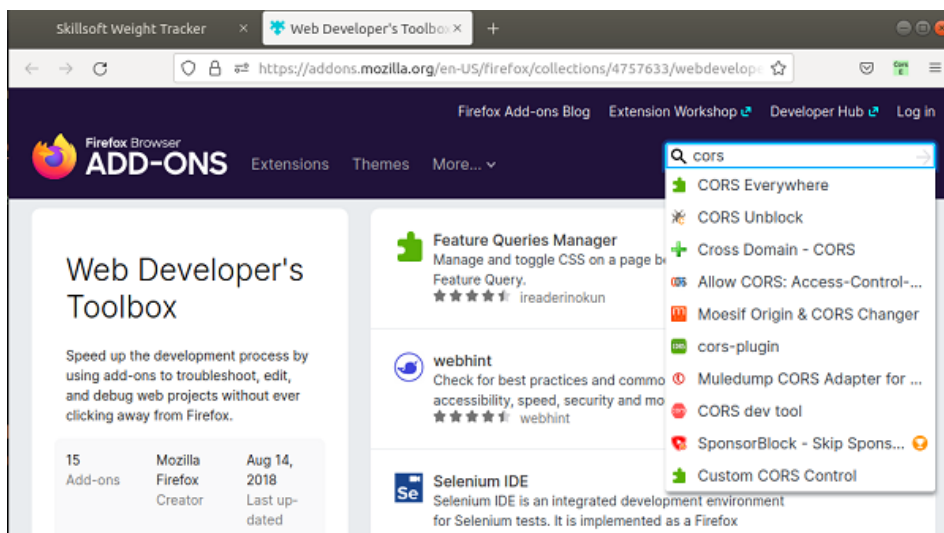 Skillsoft Weight Tracker
Web Developer's Toolbo
https://addons.mozilla.org/en-US/firefox/collections/4757633/webdevelope
Cors
E
Firefox Add-ons Blog Extension Workshop Developer Hub Log in
Firefox Browser
ADD-ONS
Extensions Themes More...
cors
CORS Everywhere
CORS Unblock
Cross Domain - CORS
Allow CORS: Access-Control-...
Moesif Origin & CORS Changer
cors-plugin
Muledump CORS Adapter for ...
CORS dev tool
SponsorBlock - Skip Spons...
Custom CORS Control
Web Developer's
Toolbox
Speed up the development process by
using add-ons to troubleshoot, edit,
and debug web projects without ever
clicking away from Firefox.
15
Add-ons
Mozilla
Firefox
Creator
Aug 14,
2018
Last up-
dated
Feature Queries Manager
Manage and toggle CSS on a page b
Feature Query.
ireaderinokun
webhint
Check for best practices and commo
accessibility, speed, security and mo
webhint
Se
Selenium IDE
Selenium IDE is an integrated development environment
for Selenium tests. It is implemented as a Firefox